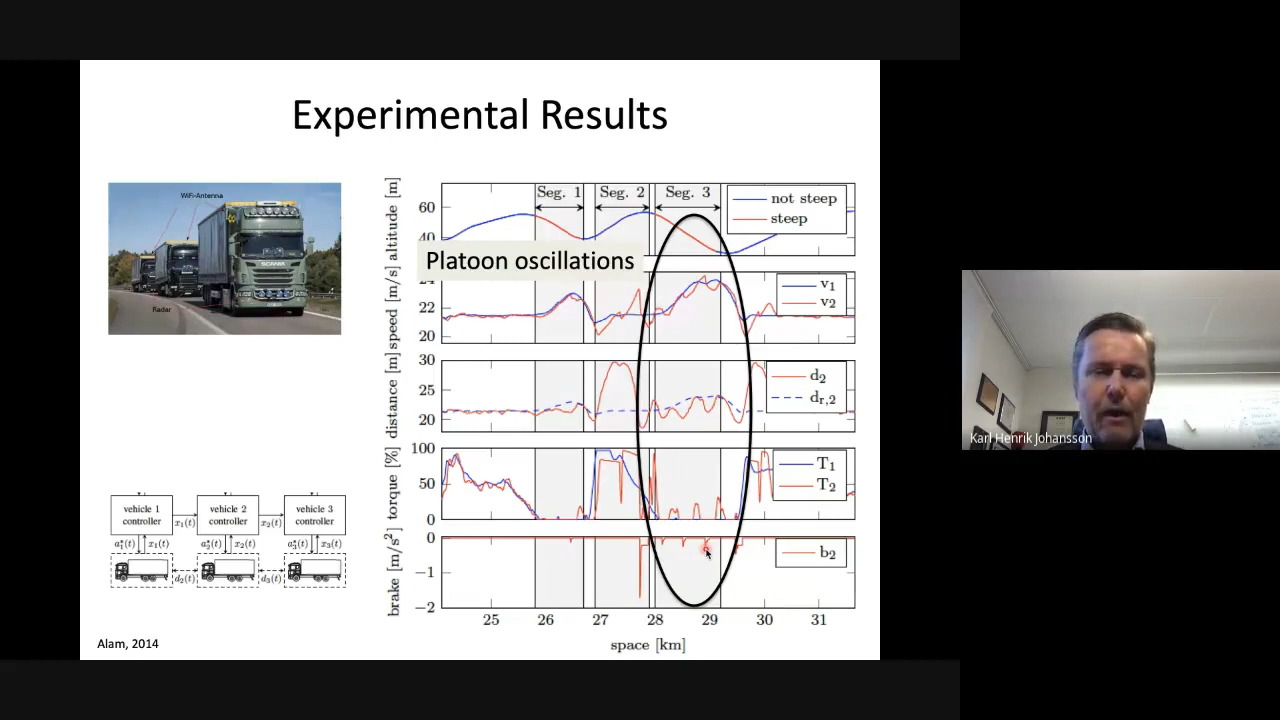 Experimental Results
WiFi-Antenna
SCANIA
Radar
Platoon oscillations
Seg. 1
Seg. 2
Seg. 3
not steep
steep
altitude [m]
60
40
speed [m/s]
24
22
20
v1
v2
distance [m]
30
25
20
d2
dr,2
torque [%]
100
50
0
T1
T2
brake [m/s²]
0
−1
−2
b2
25 26 27 28 29 30 31
space [km]
vehicle 1 controller
vehicle 2 controller
vehicle 3 controller
x1(t)
x2(t)
a1*(t) x1(t)
a2*(t) x2(t)
a3*(t) x3(t)
d2(t)
d3(t)
Alam, 2014
Karl Henrik Johansson